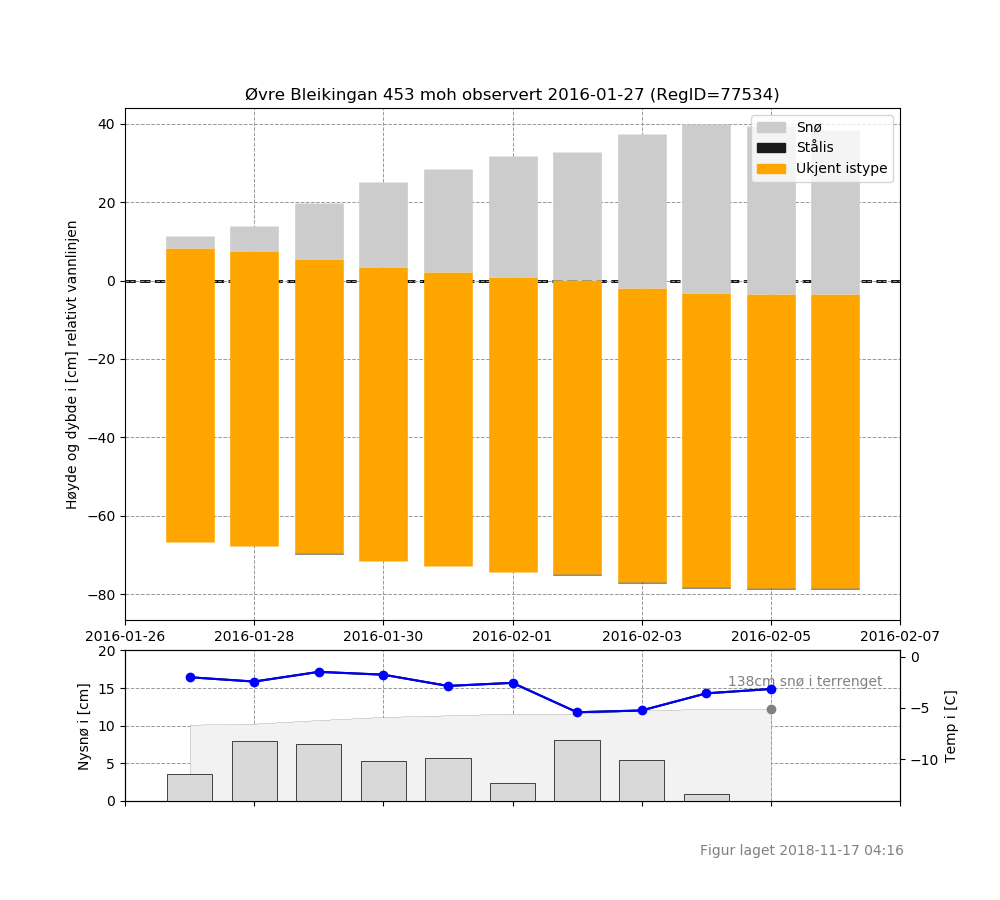 Øvre Bleikingan 453 moh observert 2016-01-27 (RegID=77534)
Snø
Stålis
Ukjent istype
Høyde og dybde i [cm] relativt vannlinjen
40
20
0
−20
−40
−60
−80
2016-01-26 2016-01-28 2016-01-30 2016-02-01 2016-02-03 2016-02-05 2016-02-07
Nysnø i [cm]
20
15
10
5
0
138cm snø i terrenget
0
−5
−10
Temp i [C]
Figur laget 2018-11-17 04:16